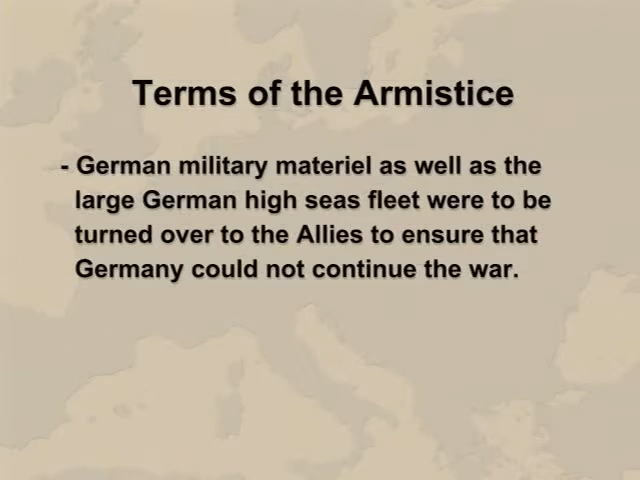 Terms of the Armistice
- German military materiel as well as the
large German high seas fleet were to be
turned over to the Allies to ensure that
Germany could not continue the war.